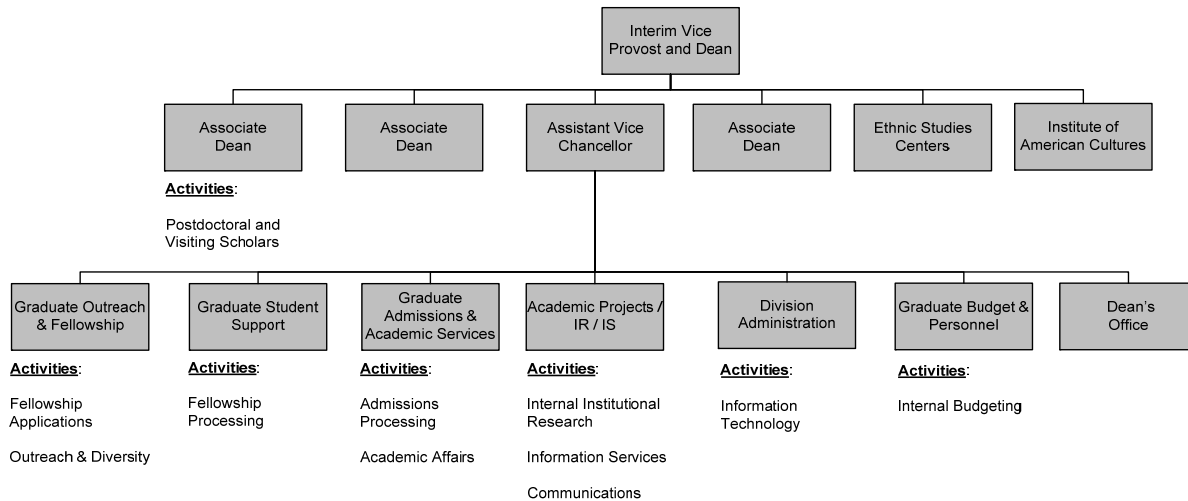 Interim Vice
Provost and Dean
Associate
Dean
Associate
Dean
Assistant Vice
Chancellor
Associate
Dean
Ethnic Studies
Centers
Institute of
American Cultures
Activities:
Postdoctoral and
Visiting Scholars
Graduate Outreach
& Fellowship
Graduate Student
Support
Graduate
Admissions &
Academic Services
Academic Projects /
IR / IS
Division
Administration
Graduate Budget &
Personnel
Dean's
Office
Activities:
Fellowship
Applications
Outreach & Diversity
Activities:
Fellowship
Processing
Activities:
Admissions
Processing
Academic Affairs
Activities:
Internal Institutional
Research
Information Services
Communications
Activities:
Information
Technology
Activities:
Internal Budgeting